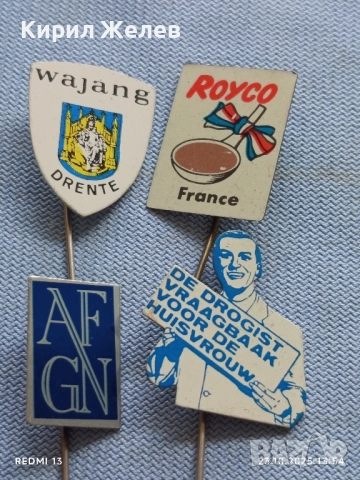 Кирил Желев
wajang
DRENTE
ROYCO
France
AF
GN
DE DROGIST
VRAAGBAAK
VOOR DE
HUISVROUW
REDMI 13